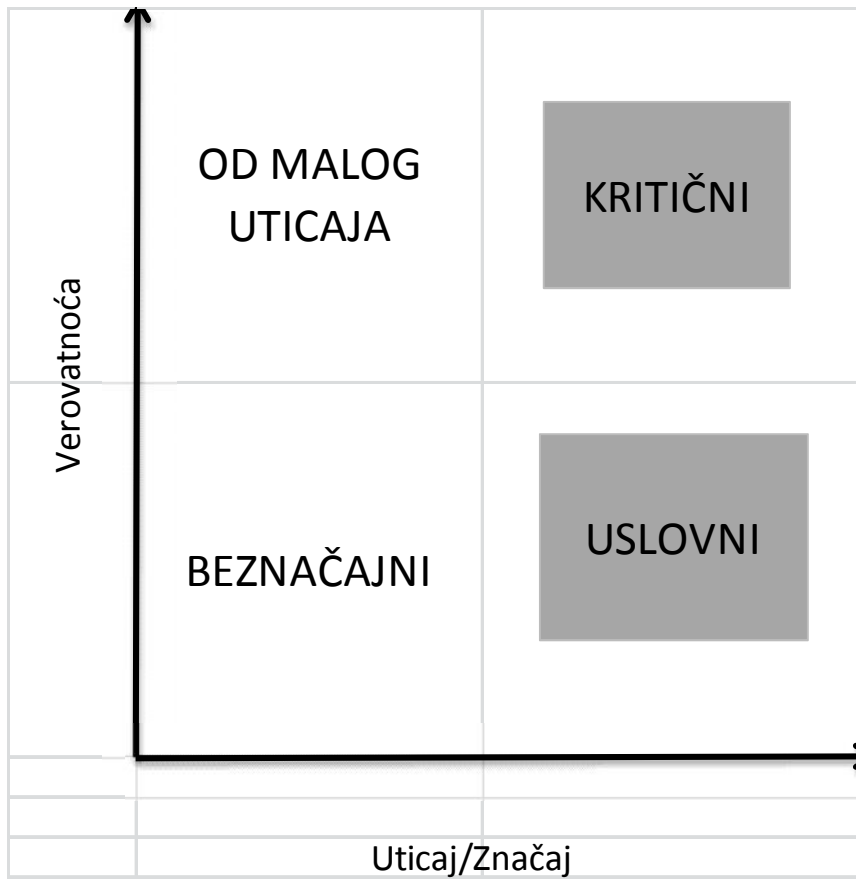 OD MALOG
UTICAJA
KRITIČNI
Verovatnoća
BEZNAČAJNI
USLOVNI
Uticaj/Značaj